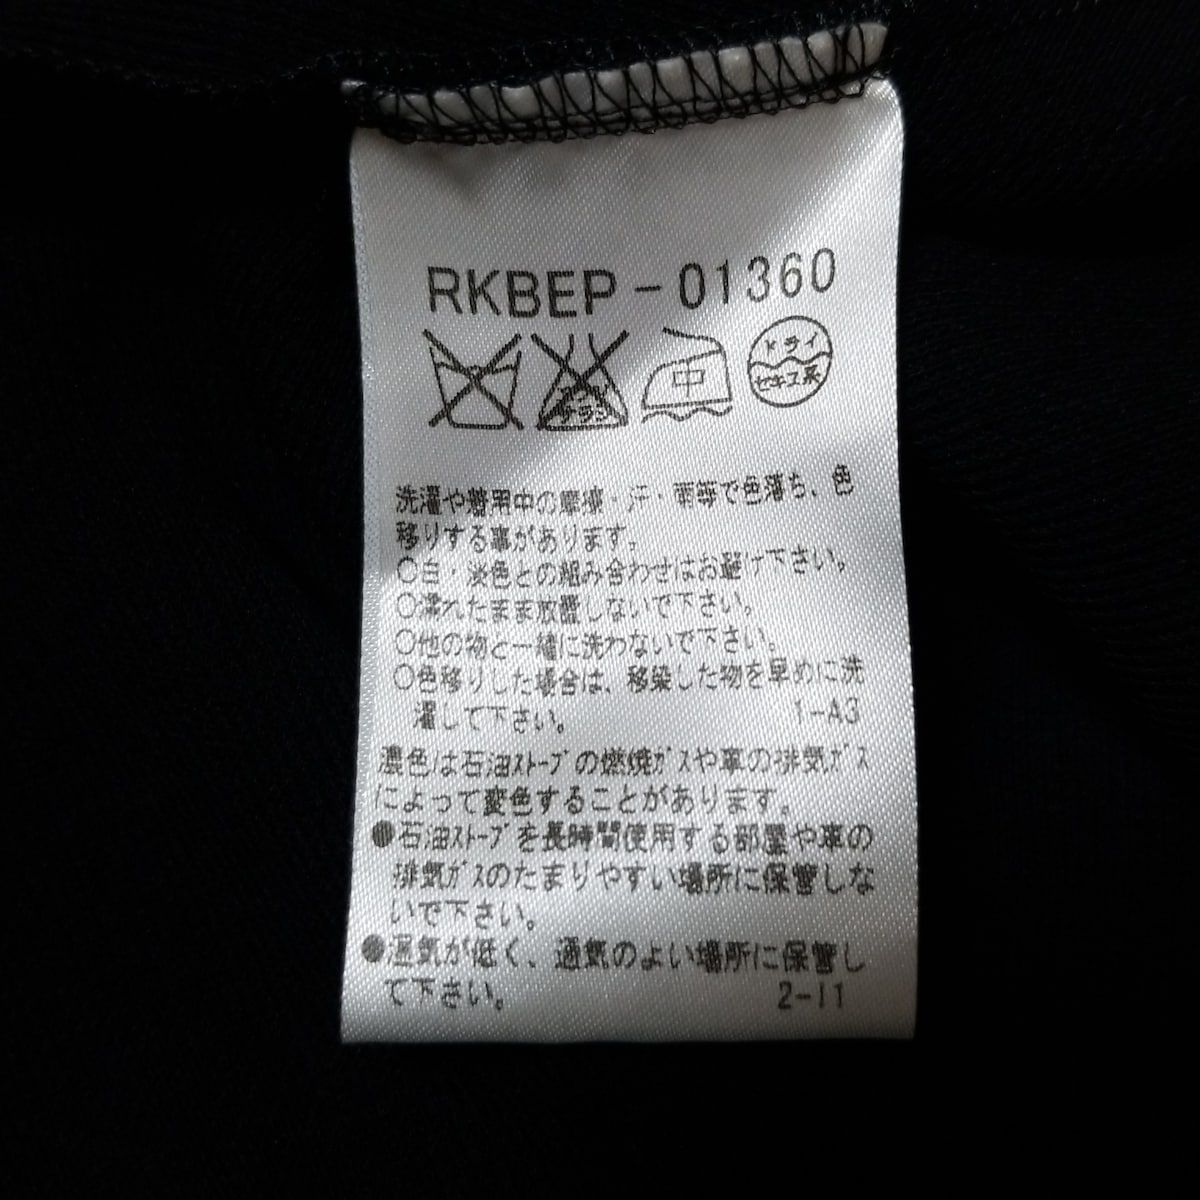 RKBEP-01360
中
ドライ
セキユ系
洗濯や着用中の摩擦・汗・雨等で色落ち、色
移りする事があります。
○白・淡色との組み合わせはお避け下さい。
○濡れたまま放置しないで下さい。
○他の物と一緒に洗わないで下さい。
○色移りした場合は、移染した物を早めに洗
濯して下さい。 1-A3
濃色は石油ｽﾄｰﾌﾞの燃焼ｶﾞｽや車の排気ｶﾞｽ
によって変色することがあります。
●石油ｽﾄｰﾌﾞを長時間使用する部屋や車の
排気ｶﾞｽのたまりやすい場所に保管しな
いで下さい。
●湿気が低く、通気のよい場所に保管し
て下さい。 2-11